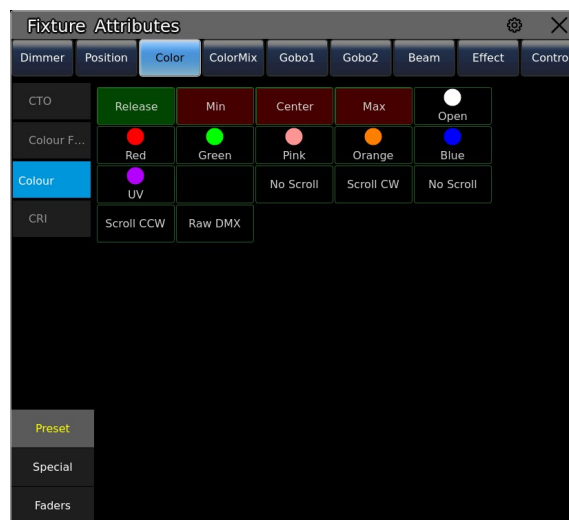 Fixture Attributes
Dimmer Position Color ColorMix Gobo1 Gobo2 Beam Effect Contro
CTO
Colour F...
Colour
CRI
Release Min Center Max Open
Red Green Pink Orange Blue
UV No Scroll Scroll CW No Scroll
Scroll CCW Raw DMX
Preset
Special
Faders